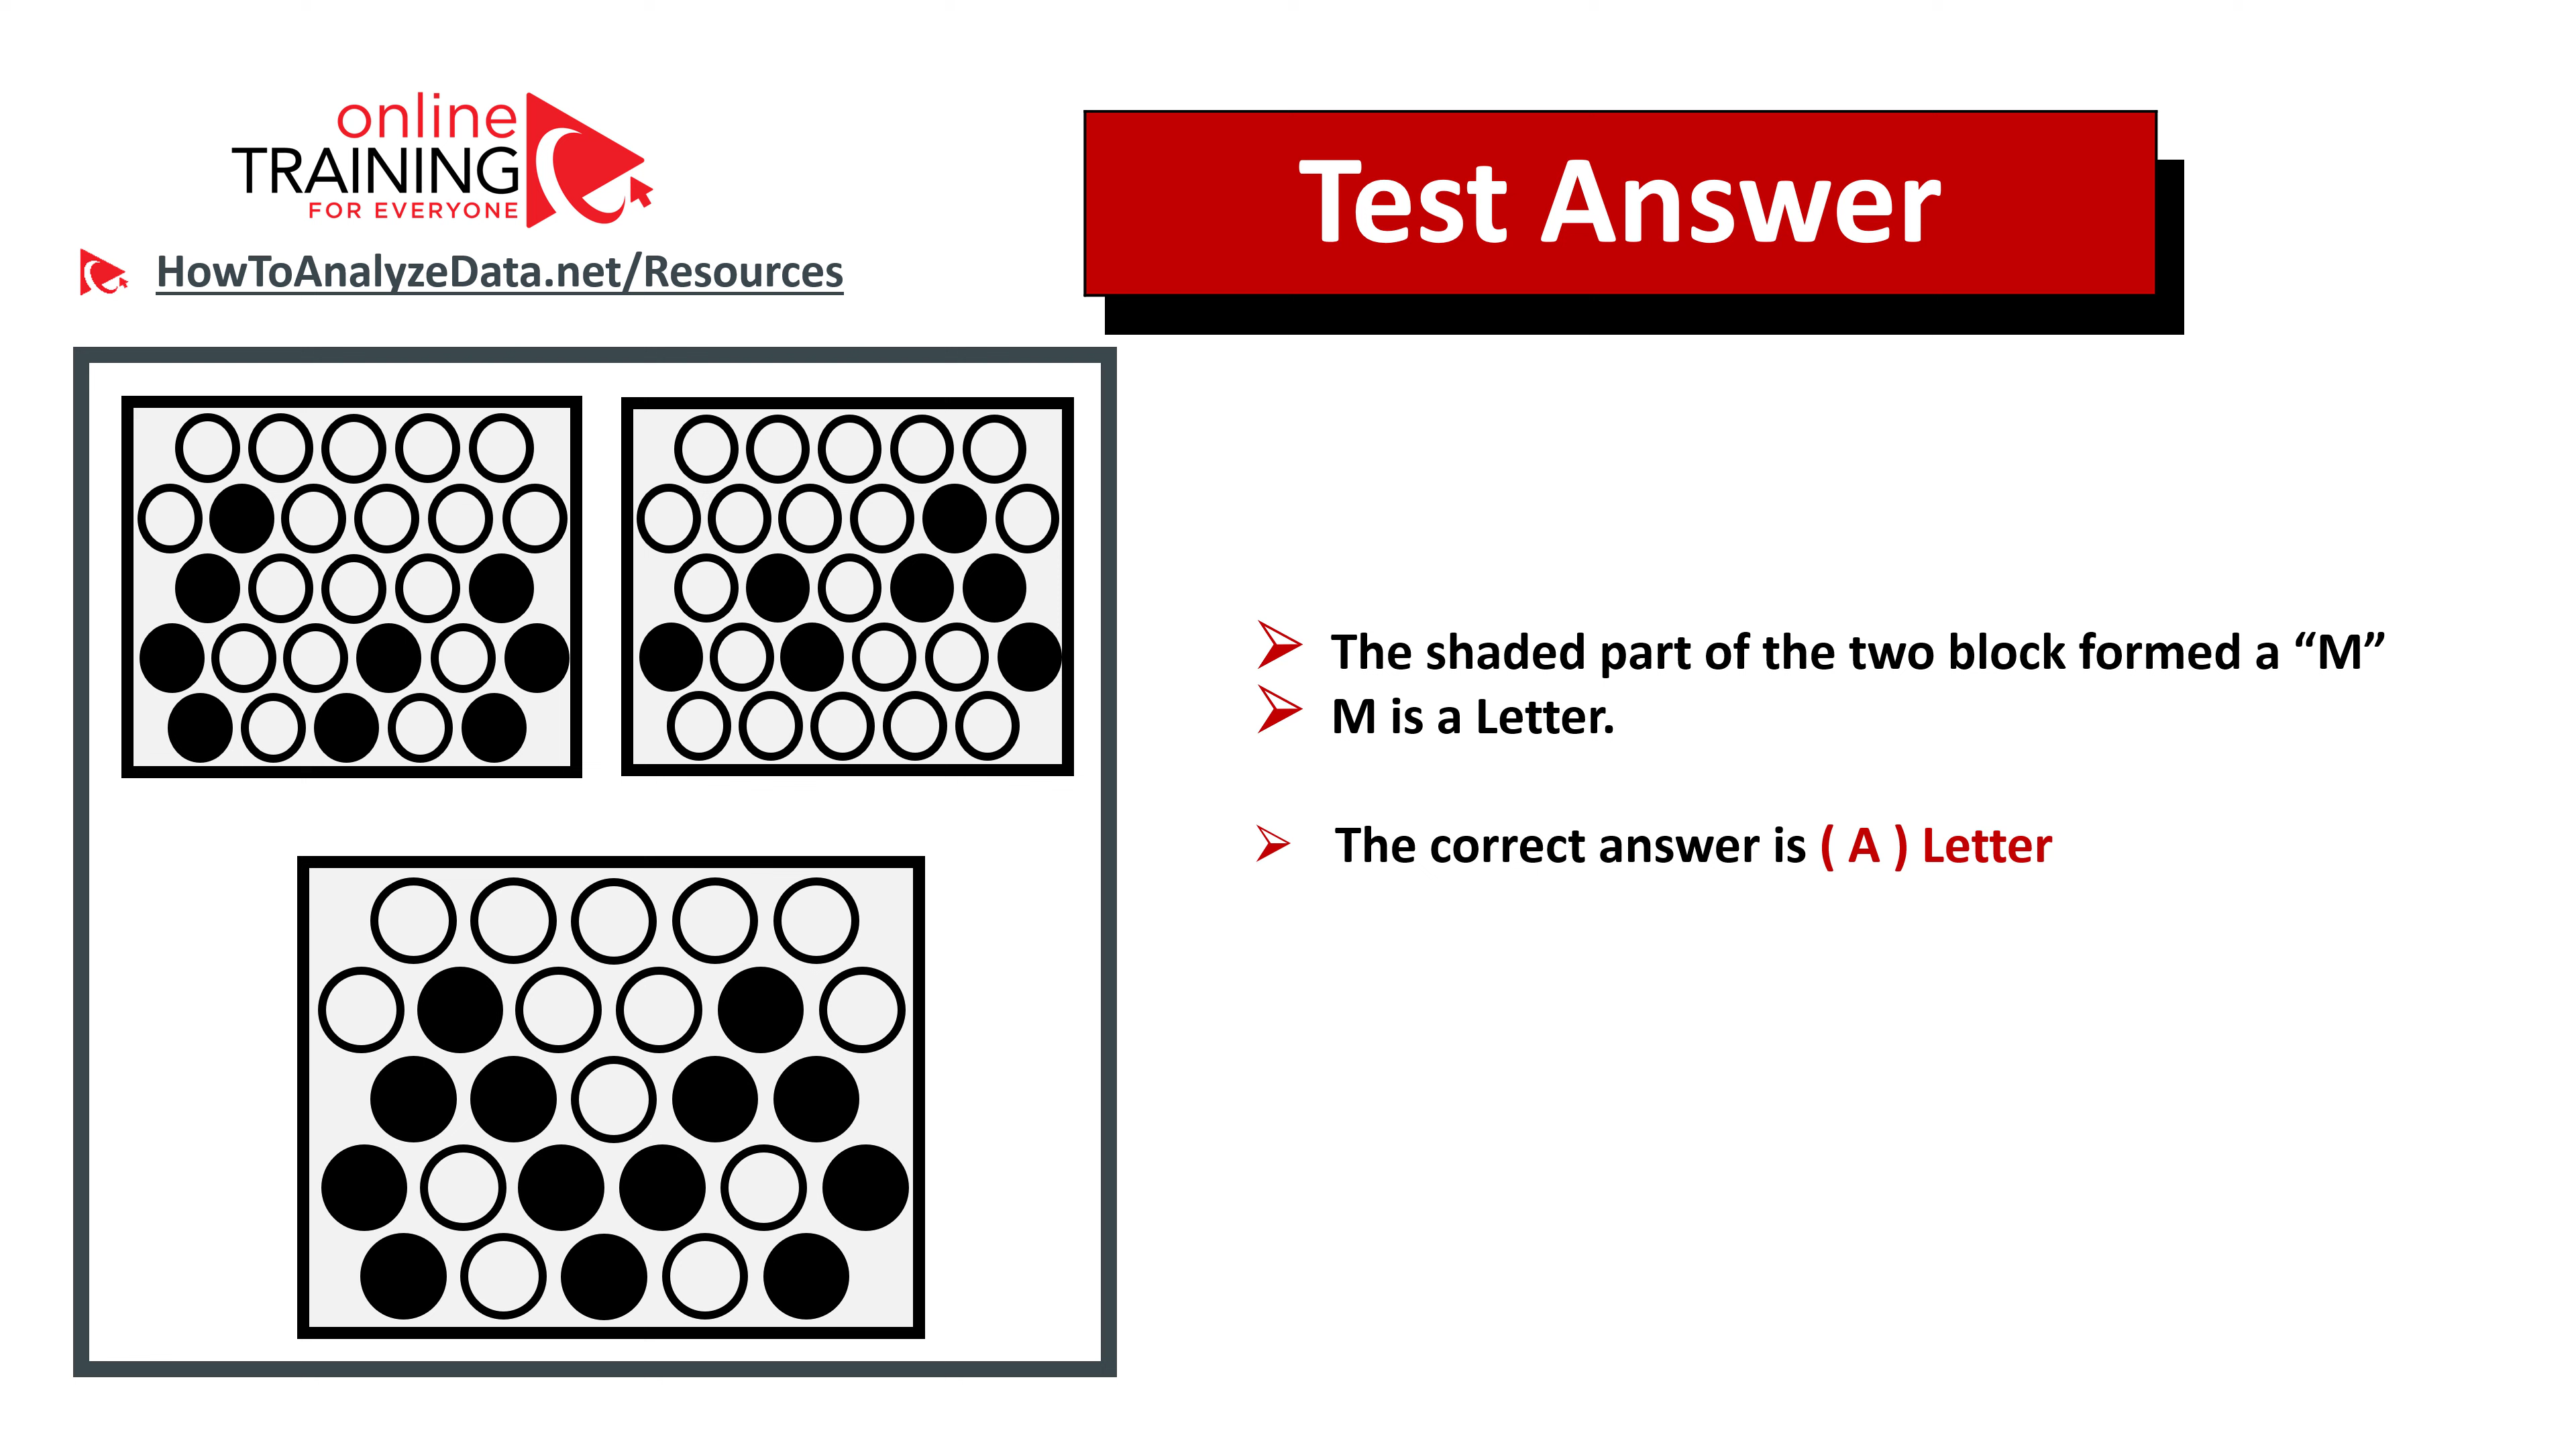 online
TRAINING
FOR EVERYONE
HowToAnalyzeData.net/Resources
Test Answer
The shaded part of the two block formed a “M”
M is a Letter.
The correct answer is ( A ) Letter